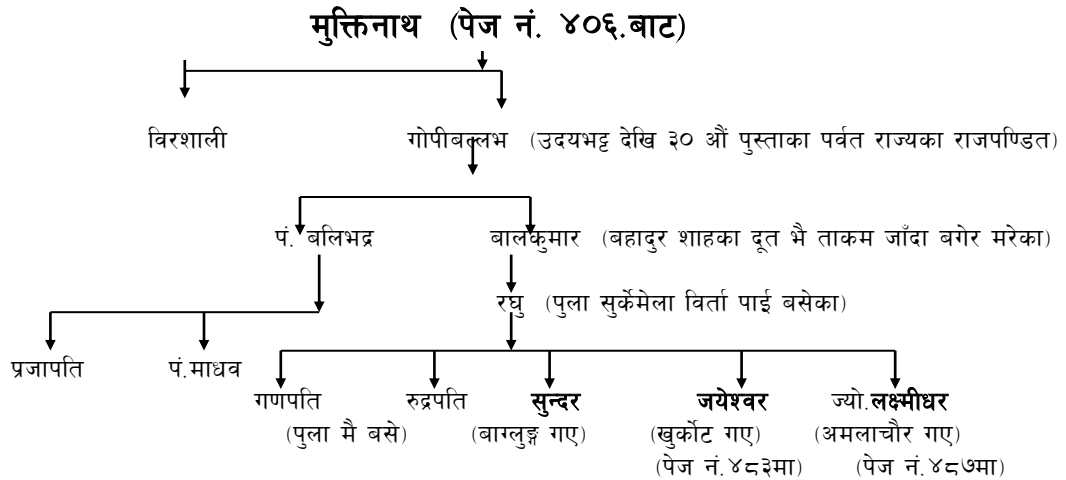 मुक्तिनाथ (पेज नं. ४०६.बाट)
विरशाली गोपीबल्लभ (उदयभट्ट देखि ३० औं पुस्ताका पर्वत राज्यका राजपण्डित)
पं. बलिभद्र बालकुमार (बहादुर शाहका दूत भै ताकम जाँदा बगेर मरेका)
रघु (पुला सुर्केमेला विर्ता पाई बसेका)
प्रजापति पं.माधव
गणपति रुद्रपति सुन्दर जयेश्वर ज्यो.लक्ष्मीधर
(पुला मै बसे) (बाग्लुङ्ग गए) (खुर्कोट गए) (अमलाचौर गए)
(पेज नं.४८३मा) (पेज नं.४८७मा)